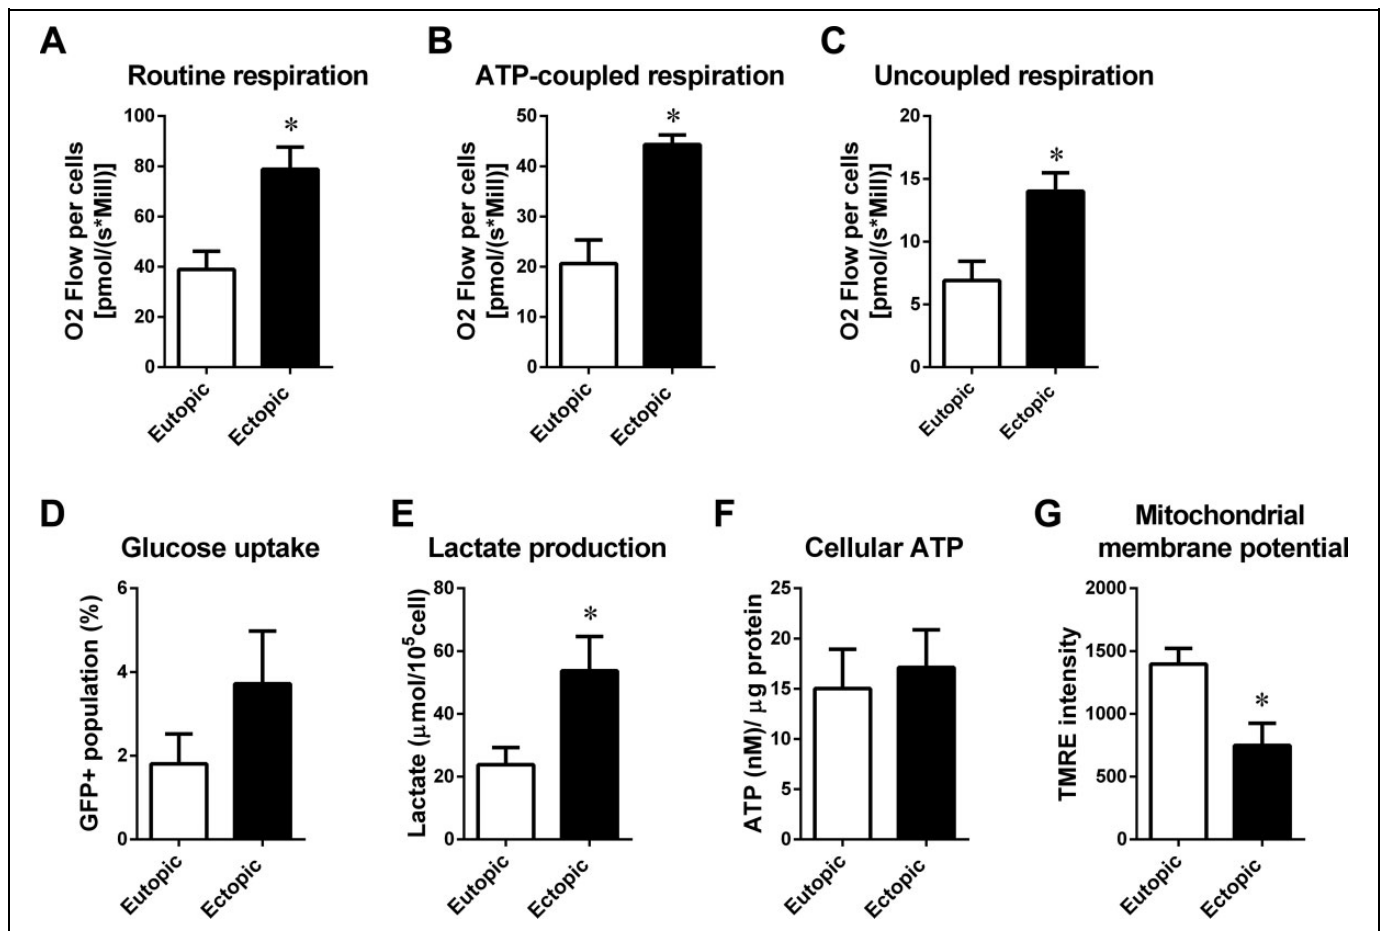 A
Routine respiration
O2 Flow per cells
[pmol/(s*Mill)]
100
80
60
40
20
0
*
Eutopic
Ectopic
B
ATP-coupled respiration
O2 Flow per cells
[pmol/(s*Mill)]
50
40
30
20
10
0
*
Eutopic
Ectopic
C
Uncoupled respiration
O2 Flow per cells
[pmol/(s*Mill)]
20
15
10
5
0
*
Eutopic
Ectopic
D
Glucose uptake
GFP+ population (%)
6
4
2
0
Eutopic
Ectopic
E
Lactate production
Lactate (μmol/10⁵cell)
80
60
40
20
0
*
Eutopic
Ectopic
F
Cellular ATP
ATP (nM)/ μg protein
25
20
15
10
5
0
Eutopic
Ectopic
G
Mitochondrial
membrane potential
TMRE intensity
2000
1500
1000
500
0
*
Eutopic
Ectopic